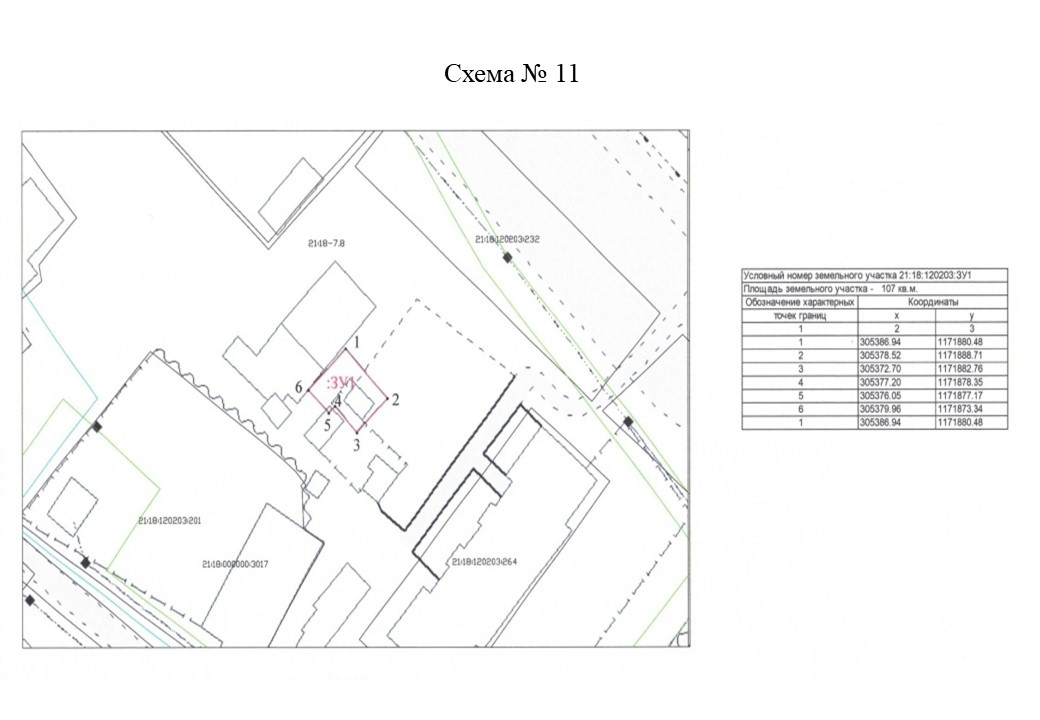 Схема № 11
21:18-7.8
21:18:120203:232
1
:ЗУ1
6
2
4
5
3
21:18:120203:201
21:18:000000:3017
21:18:120203:264
Условный номер земельного участка 21:18:120203:ЗУ1
Площадь земельного участка - 107 кв.м.
Обозначение характерных точек границ Координаты
x y
1 2 3
1 305386.94 1171880.48
2 305378.52 1171888.71
3 305372.70 1171882.76
4 305377.20 1171878.35
5 305376.05 1171877.17
6 305379.96 1171873.34
1 305386.94 1171880.48